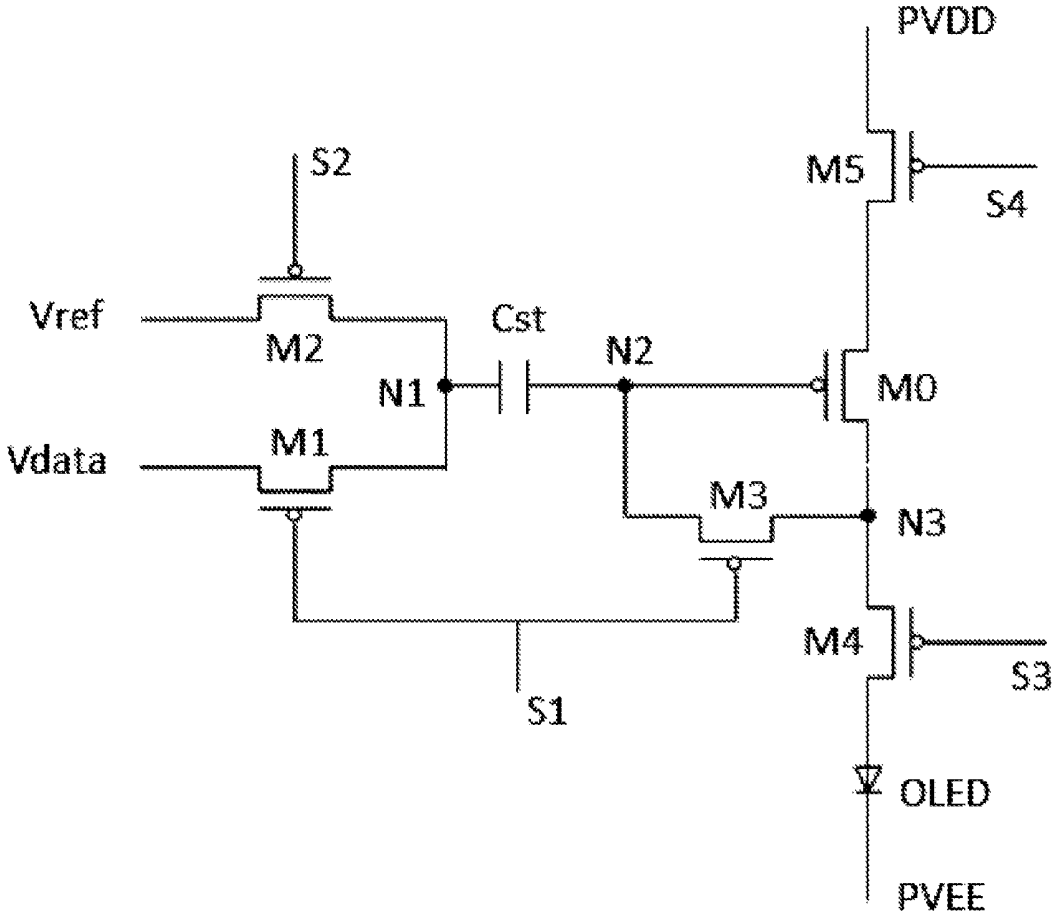 PVDD
S2
M5
S4
Vref
M2
Cst
N2
N1
M0
M1
Vdata
M3
N3
M4
S3
S1
OLED
PVEE